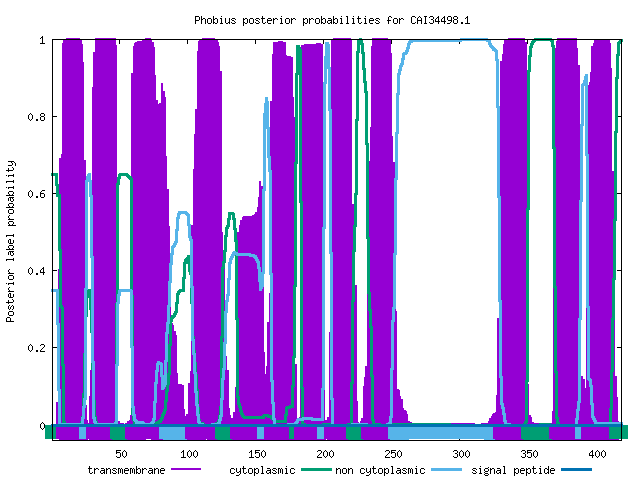 Phobius posterior probabilities for CAI34498.1
Posterior label probability
1
0.8
0.6
0.4
0.2
0
50 100 150 200 250 300 350 400
transmembrane cytoplasmic non cytoplasmic signal peptide